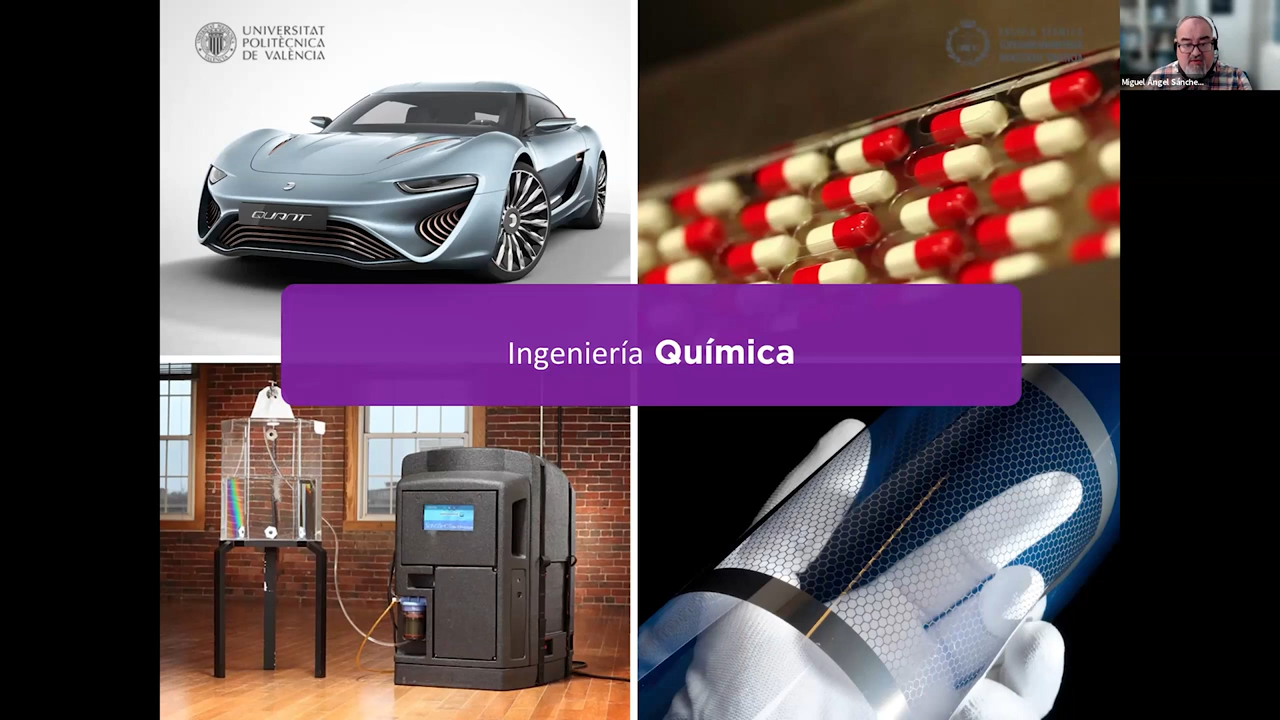 UNIVERSITAT
POLITÈCNICA
DE VALÈNCIA
QUANT
Ingeniería Química
Miguel Ángel Sánche...